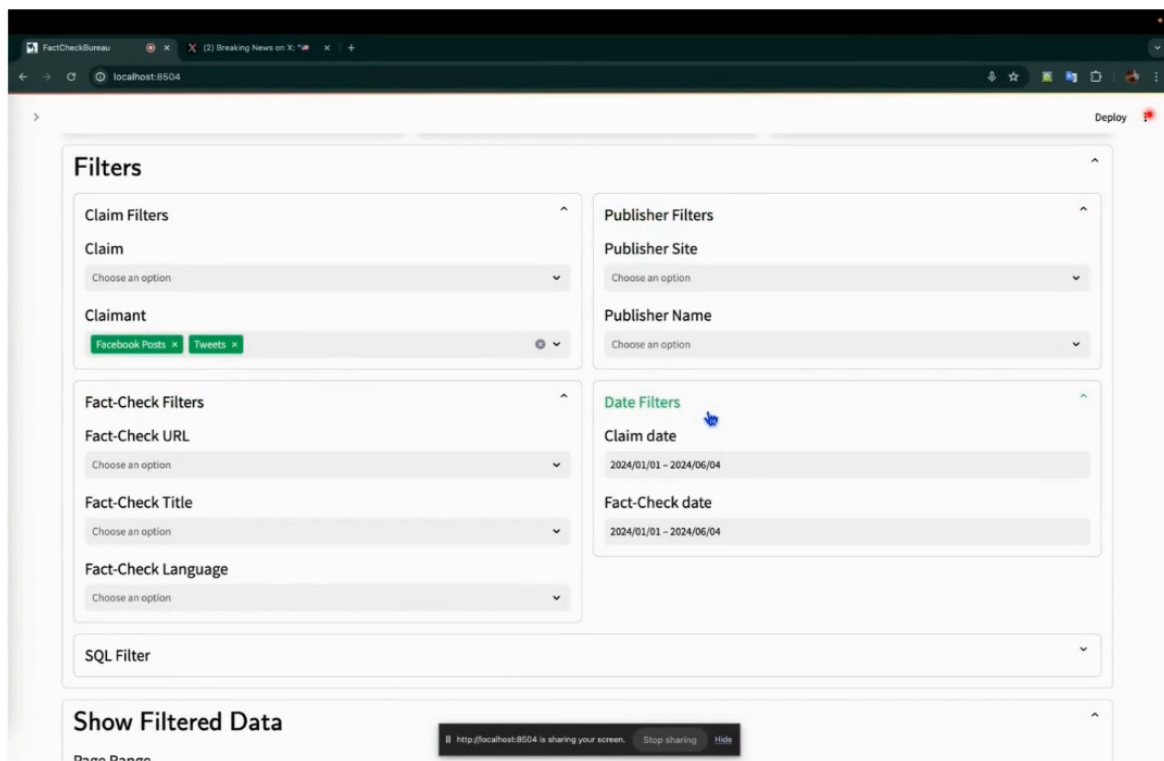 FactCheckBureau
(2) Breaking News on X: "
localhost:8504
Deploy
Filters
Claim Filters
Claim
Choose an option
Claimant
Facebook Posts × Tweets ×
Publisher Filters
Publisher Site
Choose an option
Publisher Name
Choose an option
Fact-Check Filters
Fact-Check URL
Choose an option
Fact-Check Title
Choose an option
Fact-Check Language
Choose an option
Date Filters
Claim date
2024/01/01 – 2024/06/04
Fact-Check date
2024/01/01 – 2024/06/04
SQL Filter
Show Filtered Data
Page Range
http://localhost:8504 is sharing your screen. Stop sharing Hide